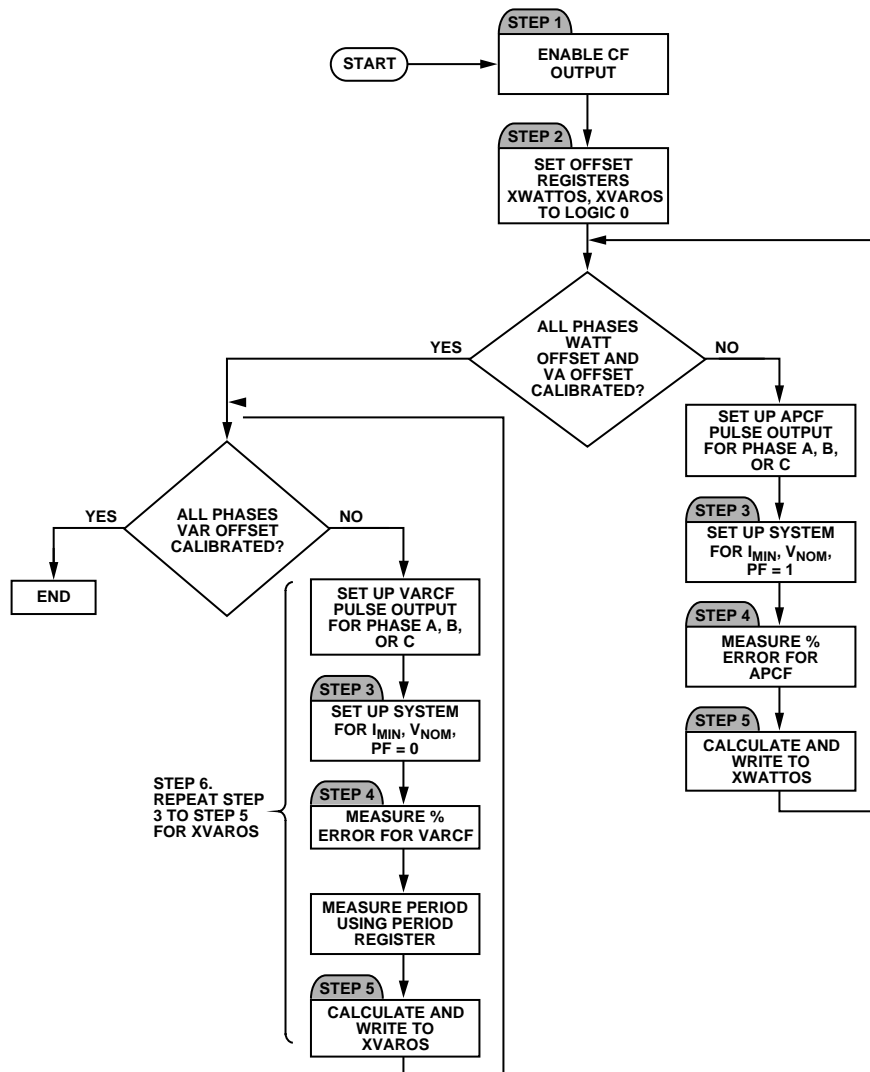 STEP 1
START
ENABLE CF
OUTPUT
STEP 2
SET OFFSET
REGISTERS
XWATTOS, XVAROS
TO LOGIC 0
ALL PHASES
WATT
OFFSET AND
VA OFFSET
CALIBRATED?
YES
NO
SET UP APCF
PULSE OUTPUT
FOR PHASE A, B,
OR C
STEP 3
SET UP SYSTEM
FOR IMIN, VNOM,
PF = 1
STEP 4
MEASURE %
ERROR FOR
APCF
STEP 5
CALCULATE AND
WRITE TO
XWATTOS
ALL PHASES
VAR OFFSET
CALIBRATED?
YES
NO
END
SET UP VARCF
PULSE OUTPUT
FOR PHASE A, B,
OR C
STEP 3
SET UP SYSTEM
FOR IMIN, VNOM,
PF = 0
STEP 6.
REPEAT STEP
3 TO STEP 5
FOR XVAROS
STEP 4
MEASURE %
ERROR FOR VARCF
MEASURE PERIOD
USING PERIOD
REGISTER
STEP 5
CALCULATE AND
WRITE TO
XVAROS